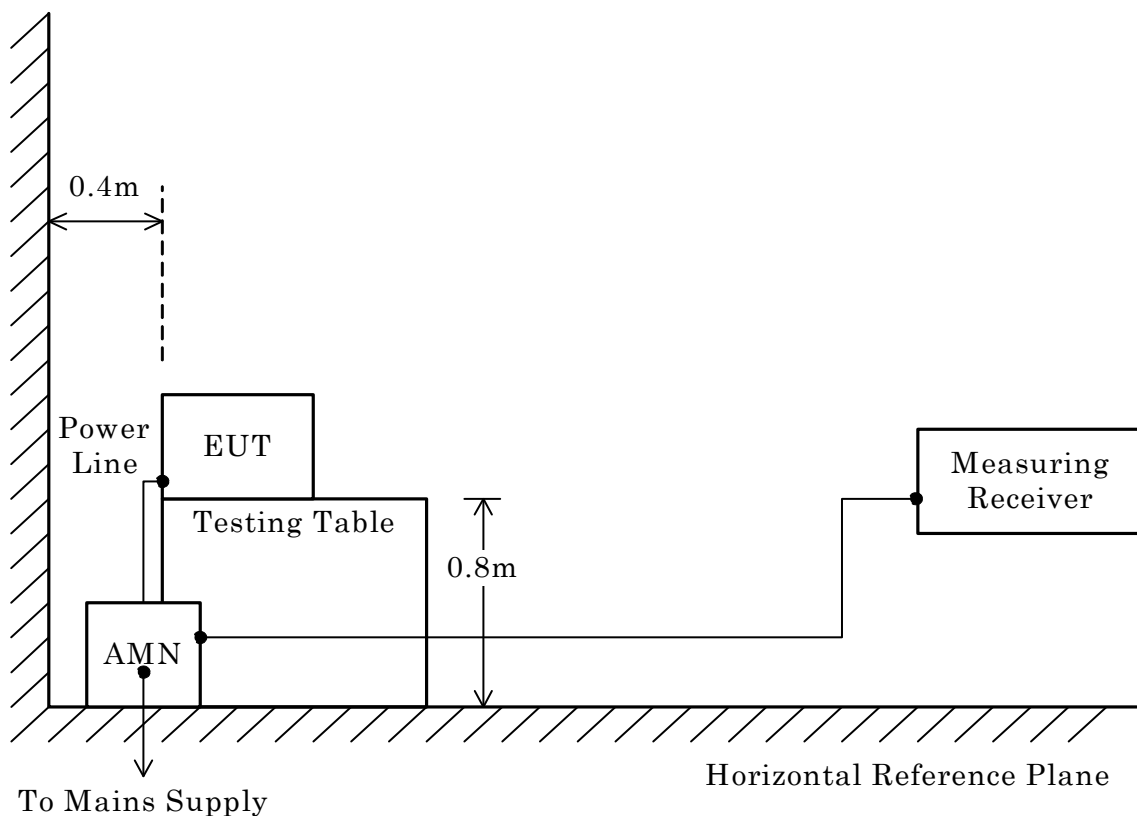 0.4m
Power
Line
EUT
Testing Table
Measuring
Receiver
0.8m
AMN
Horizontal Reference Plane
To Mains Supply